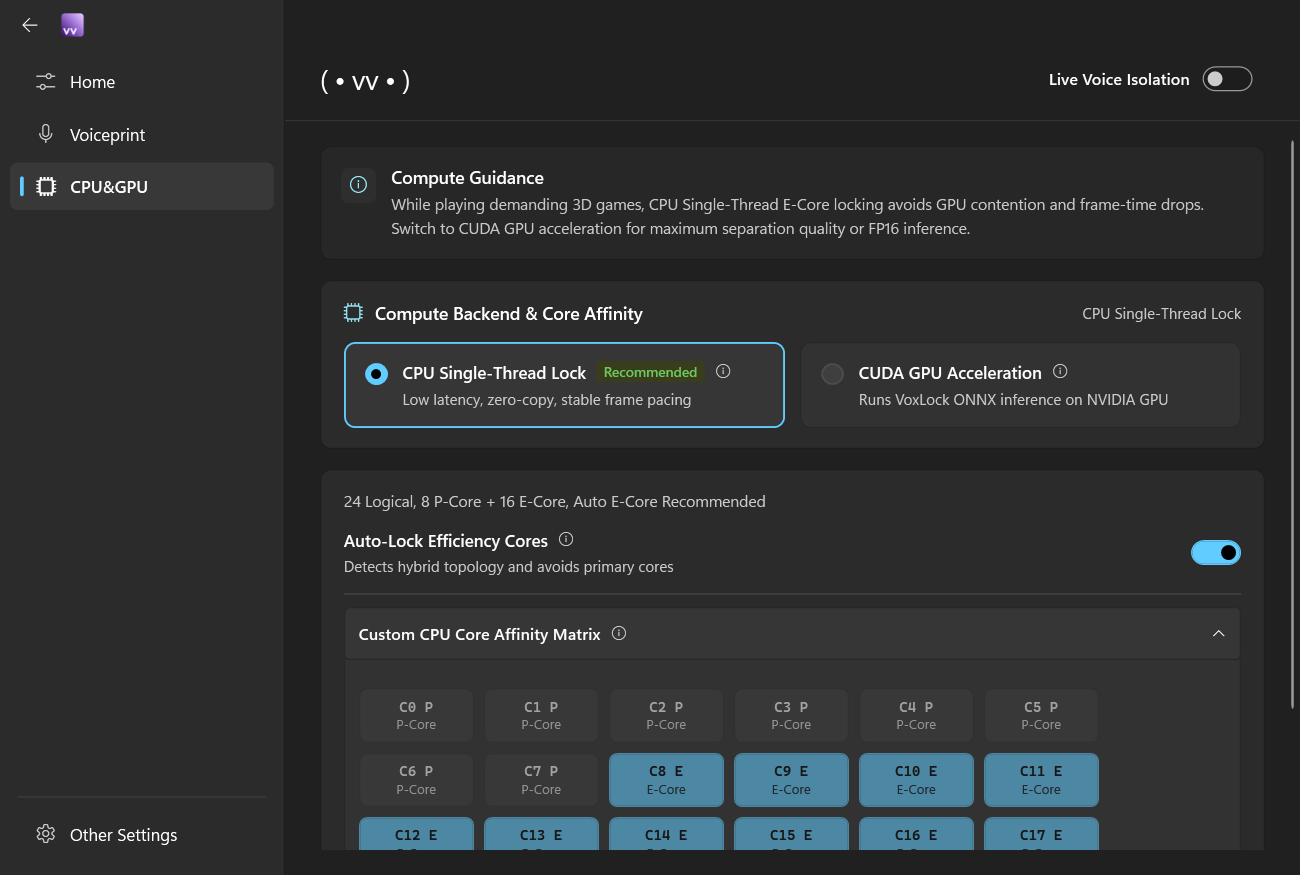 vv
Home
Voiceprint
CPU&GPU
Other Settings
( • vv • )
Live Voice Isolation
Compute Guidance
While playing demanding 3D games, CPU Single-Thread E-Core locking avoids GPU contention and frame-time drops.
Switch to CUDA GPU acceleration for maximum separation quality or FP16 inference.
Compute Backend & Core Affinity
CPU Single-Thread Lock
CPU Single-Thread Lock Recommended
Low latency, zero-copy, stable frame pacing
CUDA GPU Acceleration
Runs VoxLock ONNX inference on NVIDIA GPU
24 Logical, 8 P-Core + 16 E-Core, Auto E-Core Recommended
Auto-Lock Efficiency Cores
Detects hybrid topology and avoids primary cores
Custom CPU Core Affinity Matrix
C0 P C1 P C2 P C3 P C4 P C5 P
P-Core P-Core P-Core P-Core P-Core P-Core
C6 P C7 P C8 E C9 E C10 E C11 E
P-Core P-Core E-Core E-Core E-Core E-Core
C12 E C13 E C14 E C15 E C16 E C17 E